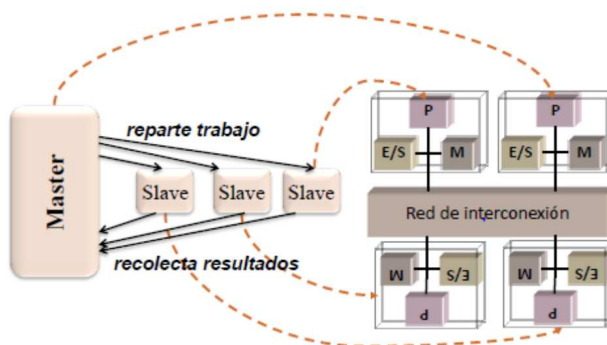 Master
reparte trabajo
Slave
Slave
Slave
recolecta resultados
P
E/S
M
P
E/S
M
Red de interconexión
M
E/S
P
M
E/S
P